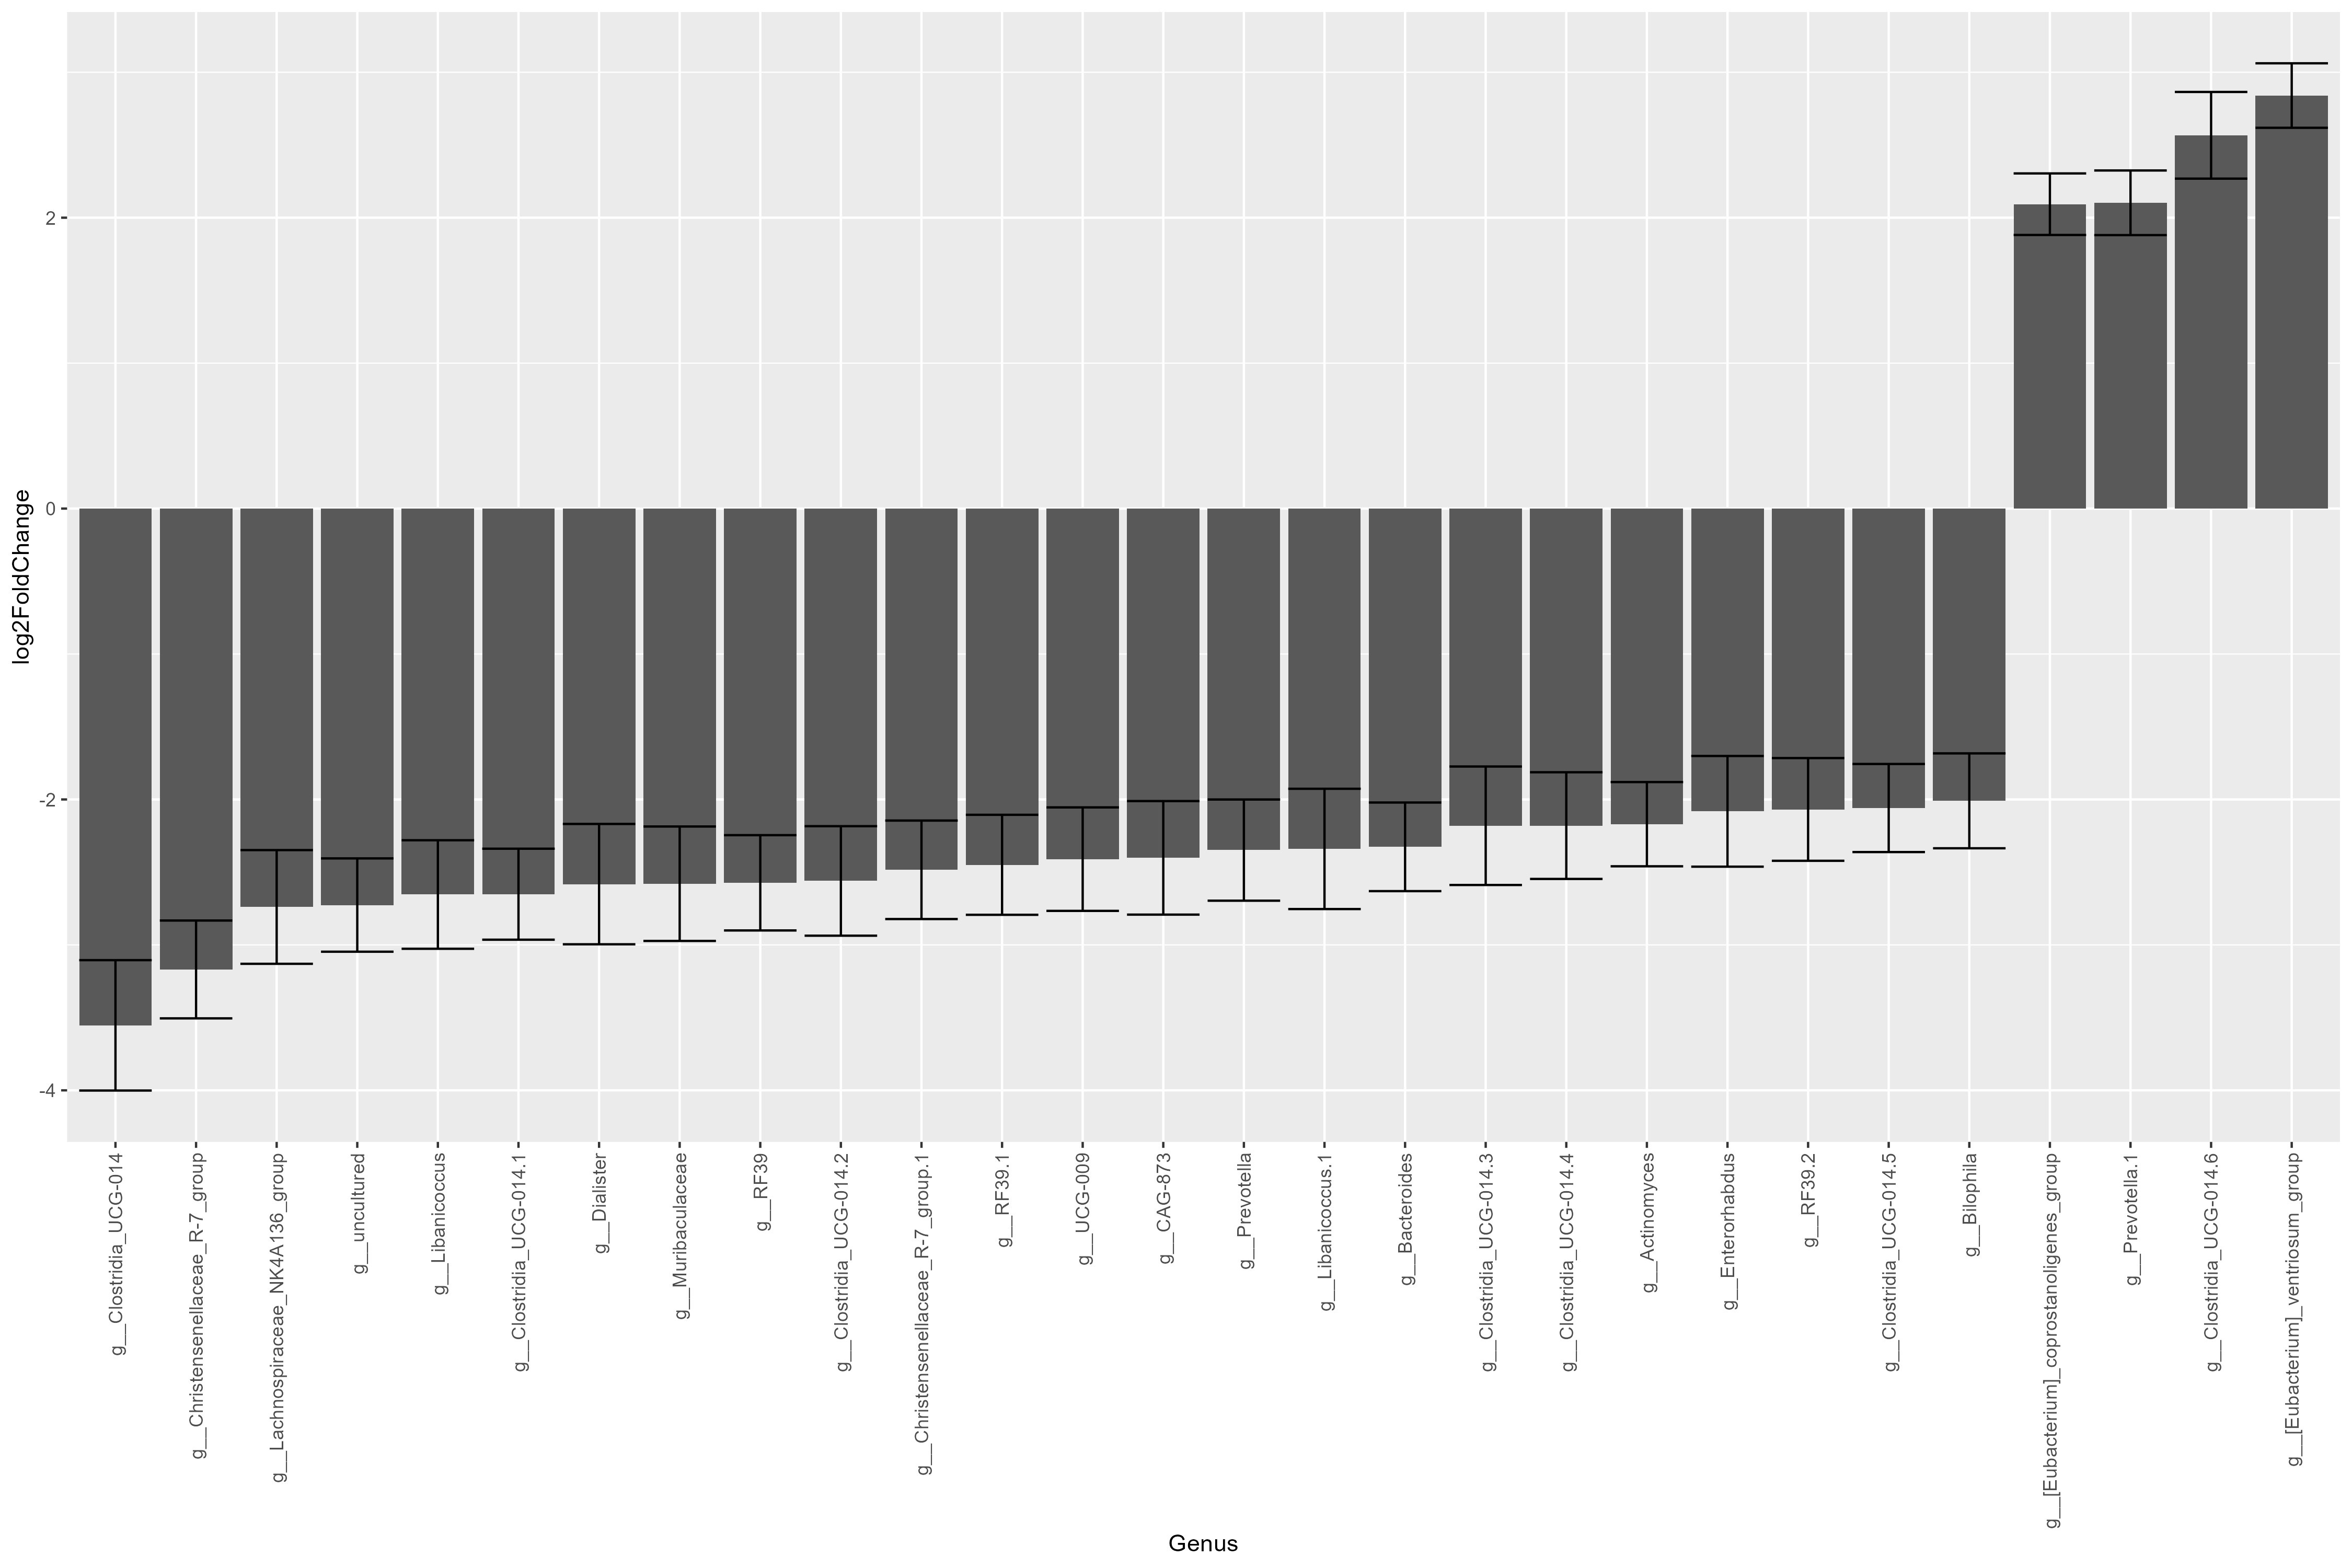 log2FoldChange
2
0
-2
-4
g__Clostridia_UCG-014
g__Christensenellaceae_R-7_group
g__Lachnospiraceae_NK4A136_group
g__uncultured
g__Libanicoccus
g__Clostridia_UCG-014.1
g__Dialister
g__Muribaculaceae
g__RF39
g__Clostridia_UCG-014.2
g__Christensenellaceae_R-7_group.1
g__RF39.1
g__UCG-009
g__CAG-873
g__Prevotella
g__Libanicoccus.1
g__Bacteroides
g__Clostridia_UCG-014.3
g__Clostridia_UCG-014.4
g__Actinomyces
g__Enterorhabdus
g__RF39.2
g__Clostridia_UCG-014.5
g__Bilophila
g__[Eubacterium]_coprostanoligenes_group
g__Prevotella.1
g__Clostridia_UCG-014.6
g__[Eubacterium]_ventriosum_group
Genus